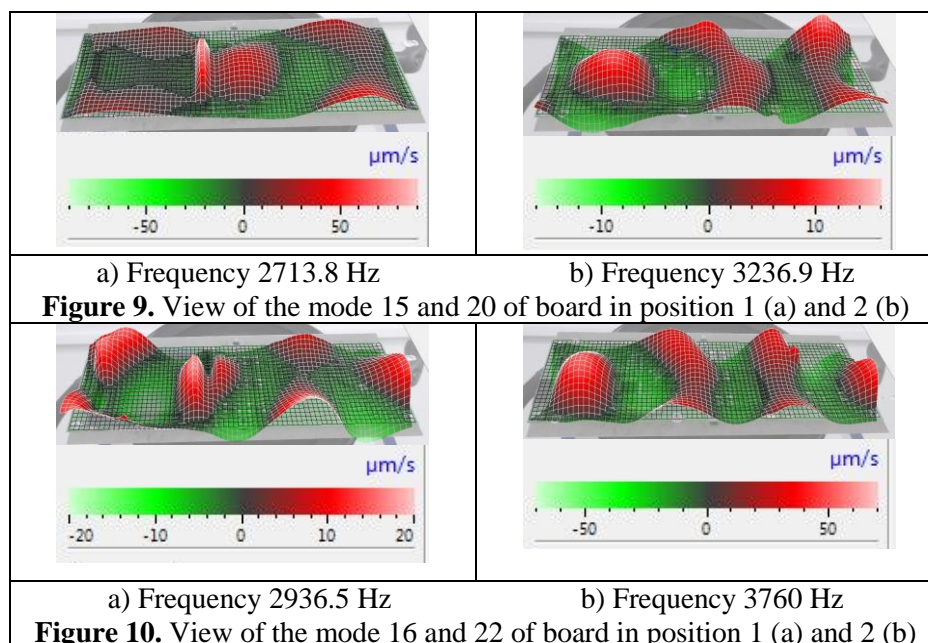 µm/s
µm/s
-50 0 50
-10 0 10
a) Frequency 2713.8 Hz b) Frequency 3236.9 Hz
Figure 9. View of the mode 15 and 20 of board in position 1 (a) and 2 (b)
µm/s
µm/s
-20 -10 0 10 20
-50 0 50
a) Frequency 2936.5 Hz b) Frequency 3760 Hz
Figure 10. View of the mode 16 and 22 of board in position 1 (a) and 2 (b)